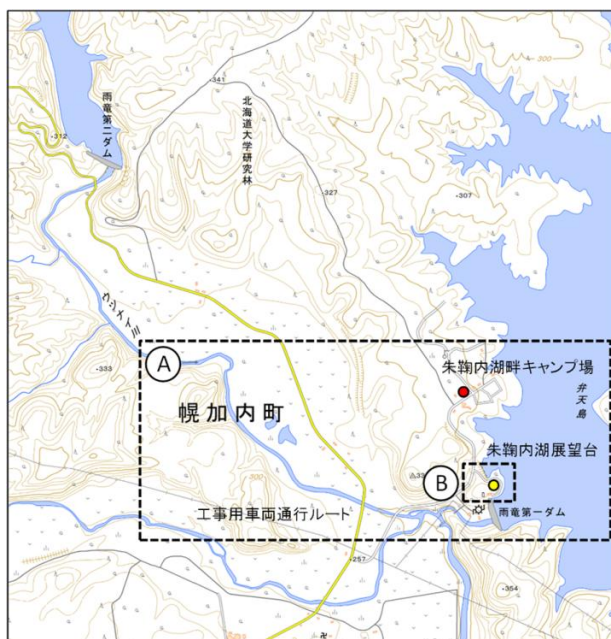 雨竜第二ダム
·341
北海道大学研究林
300
·312
·327
·307
ウツナイ川
A
·333
朱鞠内湖畔キャンプ場
弁天島
幌加内町
朱鞠内湖展望台
B
300
工事用車両通行ルート
雨竜第一ダム
·257
·354